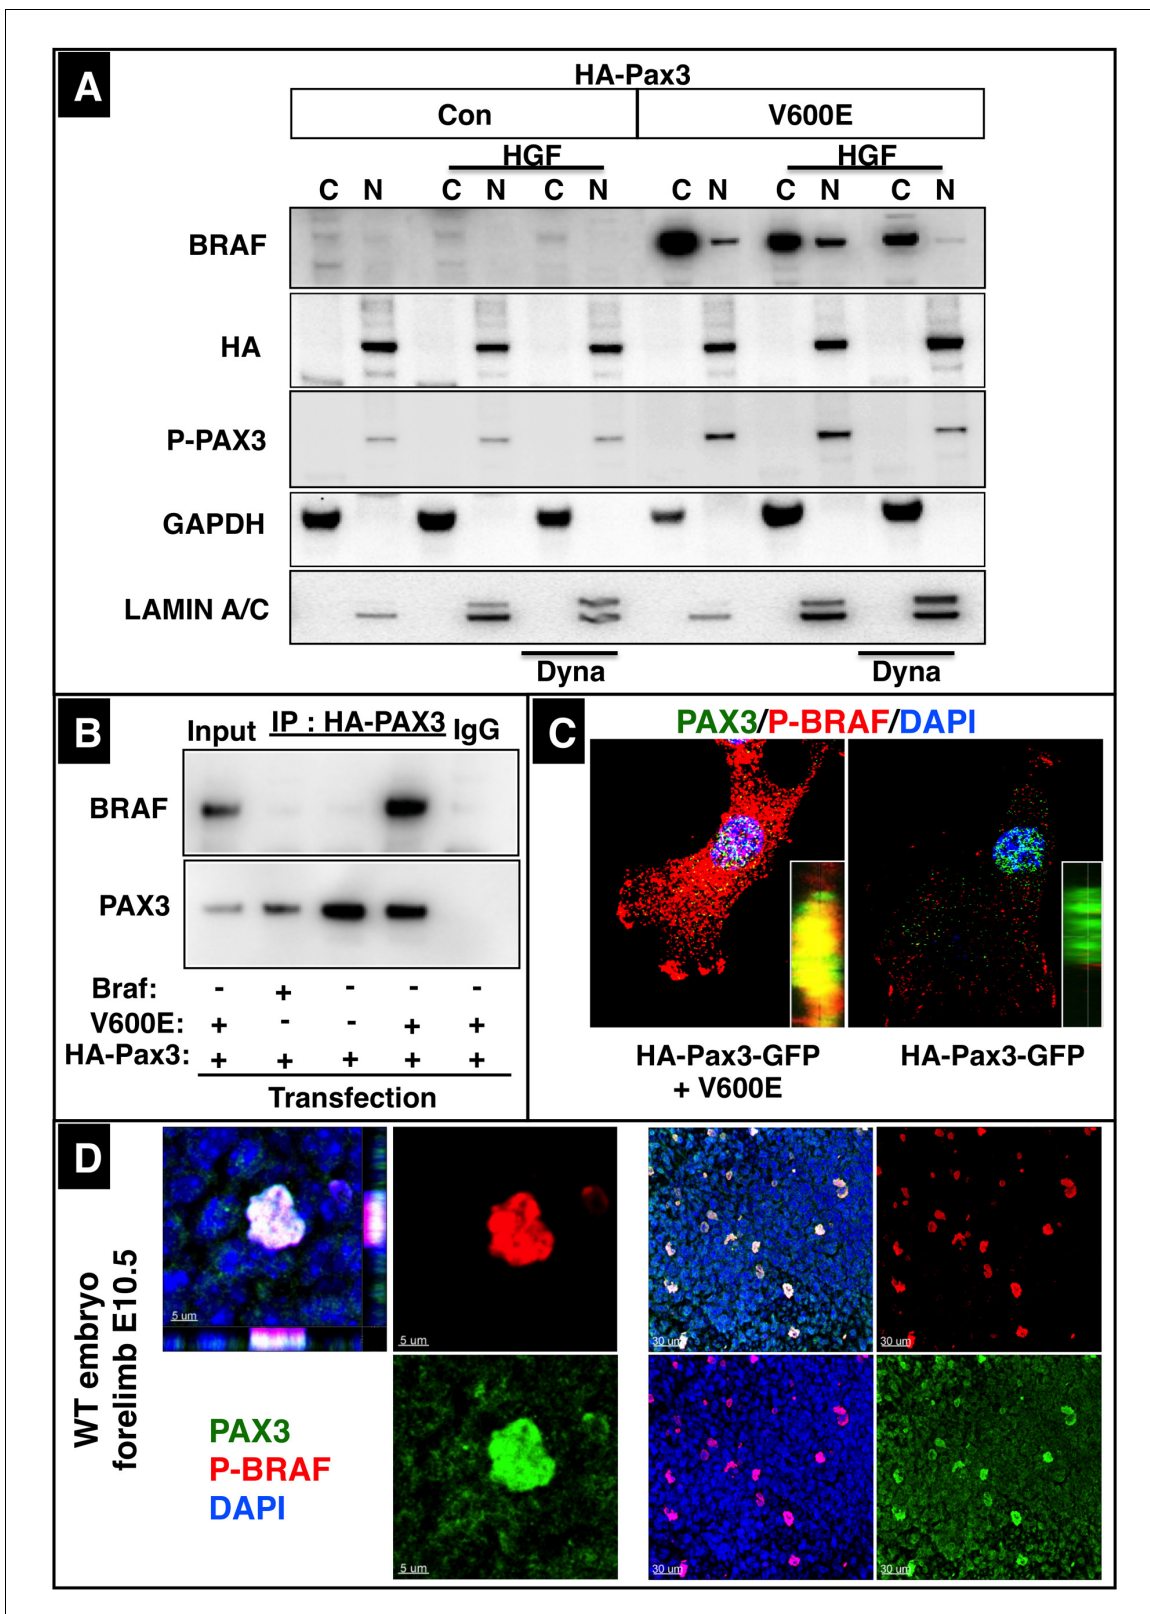 A
HA-Pax3
Con V600E
HGF HGF
C N C N C N C N C N C N
BRAF
HA
P-PAX3
GAPDH
LAMIN A/C
Dyna Dyna
B
Input IP : HA-PAX3 IgG
BRAF
PAX3
Braf: - + - - -
V600E: + - - + +
HA-Pax3: + + + + +
Transfection
C
PAX3/P-BRAF/DAPI
HA-Pax3-GFP
+ V600E
HA-Pax3-GFP
D
WT embryo
forelimb E10.5
5 um
5 um
30 um
30 um
PAX3
P-BRAF
DAPI
5 um
30 um
30 um